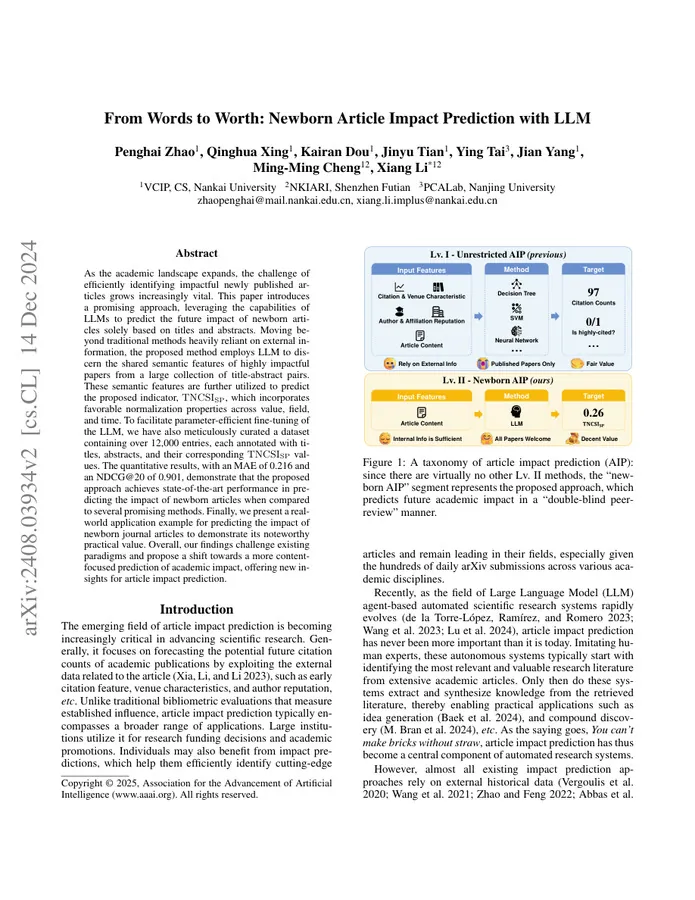 From Words to Worth: Newborn Article Impact Prediction with LLM
Penghai Zhao1, Qinghua Xing1, Kairan Dou1, Jinyu Tian1, Ying Tai3, Jian Yang1,
Ming-Ming Cheng12, Xiang Li*12
1VCIP, CS, Nankai University 2NKIARI, Shenzhen Futian 3PCALab, Nanjing University
zhaopenghai@mail.nankai.edu.cn, xiang.li.implus@nankai.edu.cn
arXiv:2408.03934v2 [cs.CL] 14 Dec 2024
Abstract
As the academic landscape expands, the challenge of
efficiently identifying impactful newly published ar-
ticles grows increasingly vital. This paper introduces
a promising approach, leveraging the capabilities of
LLMs to predict the future impact of newborn arti-
cles solely based on titles and abstracts. Moving be-
yond traditional methods heavily reliant on external in-
formation, the proposed method employs LLM to dis-
cern the shared semantic features of highly impactful
papers from a large collection of title-abstract pairs.
These semantic features are further utilized to predict
the proposed indicator, TNCSISP, which incorporates
favorable normalization properties across value, field,
and time. To facilitate parameter-efficient fine-tuning of
the LLM, we have also meticulously curated a dataset
containing over 12,000 entries, each annotated with ti-
tles, abstracts, and their corresponding TNCSISP val-
ues. The quantitative results, with an MAE of 0.216 and
an NDCG@20 of 0.901, demonstrate that the proposed
approach achieves state-of-the-art performance in pre-
dicting the impact of newborn articles when compared
to several promising methods. Finally, we present a real-
world application example for predicting the impact of
newborn journal articles to demonstrate its noteworthy
practical value. Overall, our findings challenge existing
paradigms and propose a shift towards a more content-
focused prediction of academic impact, offering new in-
sights for article impact prediction.
Introduction
The emerging field of article impact prediction is becoming
increasingly critical in advancing scientific research. Gen-
erally, it focuses on forecasting the potential future citation
counts of academic publications by exploiting the external
data related to the article (Xia, Li, and Li 2023), such as early
citation feature, venue characteristics, and author reputation,
etc. Unlike traditional bibliometric evaluations that measure
established influence, article impact prediction typically en-
compasses a broader range of applications. Large institu-
tions utilize it for research funding decisions and academic
promotions. Individuals may also benefit from impact pre-
dictions, which help them efficiently identify cutting-edge
Copyright © 2025, Association for the Advancement of Artificial
Intelligence (www.aaai.org). All rights reserved.
Lv. I - Unrestricted AIP (previous)
Input Features
Method
Target
Citation & Venue Characteristic
Author & Affiliation Reputation
Article Content
Decision Tree
SVM
Neural Network
...
97
Citation Counts
0/1
Is highly-cited?
...
Rely on External Info
Published Papers Only
Fair Value
Lv. II - Newborn AIP (ours)
Input Features
Method
Target
Article Content
LLM
0.26
TNCSISP
Internal Info is Sufficient
All Papers Welcome
Decent Value
Figure 1: A taxonomy of article impact prediction (AIP):
since there are virtually no other Lv. II methods, the “new-
born AIP” segment represents the proposed approach, which
predicts future academic impact in a “double-blind peer-
review” manner.
articles and remain leading in their fields, especially given
the hundreds of daily arXiv submissions across various aca-
demic disciplines.
Recently, as the field of Large Language Model (LLM)
agent-based automated scientific research systems rapidly
evolves (de la Torre-López, Ramírez, and Romero 2023;
Wang et al. 2023; Lu et al. 2024), article impact prediction
has never been more important than it is today. Imitating hu-
man experts, these autonomous systems typically start with
identifying the most relevant and valuable research literature
from extensive academic articles. Only then do these sys-
tems extract and synthesize knowledge from the retrieved
literature, thereby enabling practical applications such as
idea generation (Baek et al. 2024), and compound discov-
ery (M. Bran et al. 2024), etc. As the saying goes, You can’t
make bricks without straw, article impact prediction has thus
become a central component of automated research systems.
However, almost all existing impact prediction ap-
proaches rely on external historical data (Vergoulis et al.
2020; Wang et al. 2021; Zhao and Feng 2022; Abbas et al.